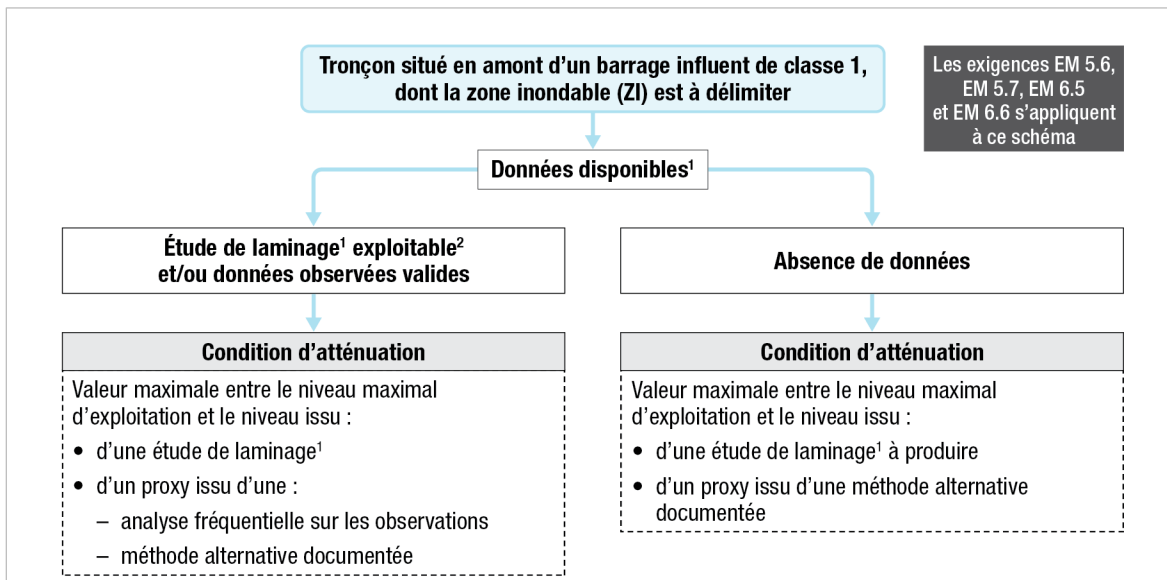 Tronçon situé en amont d’un barrage influent de classe 1,
dont la zone inondable (ZI) est à délimiter
Les exigences EM 5.6,
EM 5.7, EM 6.5
et EM 6.6 s’appliquent
à ce schéma
Données disponibles¹
Étude de laminage¹ exploitable²
et/ou données observées valides
Absence de données
Condition d’atténuation
Valeur maximale entre le niveau maximal
d’exploitation et le niveau issu :
• d’une étude de laminage¹
• d’un proxy issu d’une :
– analyse fréquentielle sur les observations
– méthode alternative documentée
Condition d’atténuation
Valeur maximale entre le niveau maximal
d’exploitation et le niveau issu :
• d’une étude de laminage¹ à produire
• d’un proxy issu d’une méthode alternative
documentée